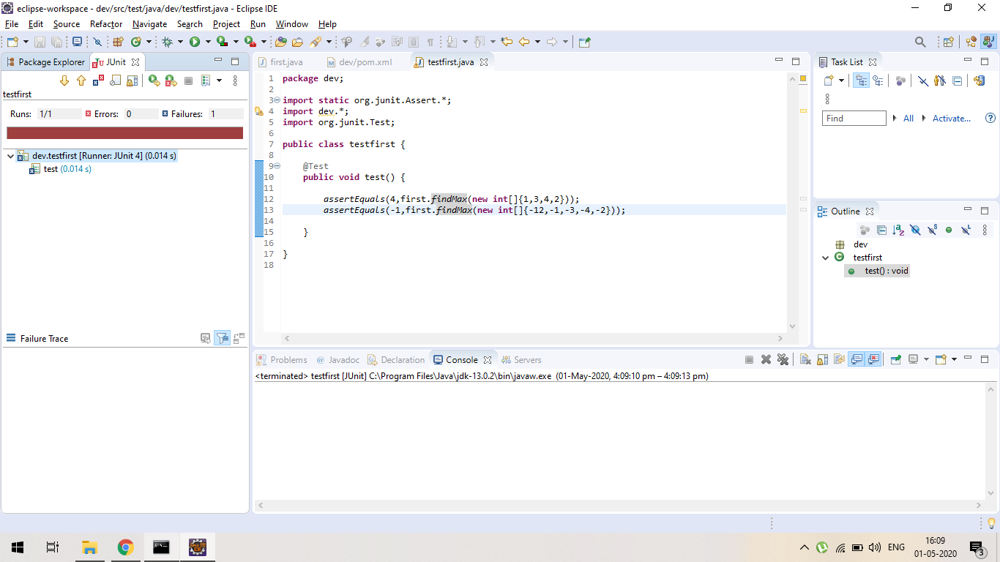 eclipse-workspace - dev/src/test/java/dev/testfirst.java - Eclipse IDE
File Edit Source Refactor Navigate Search Project Run Window Help
Package Explorer JUnit
testfirst
Runs: 1/1 Errors: 0 Failures: 1
dev.testfirst [Runner: JUnit 4] (0.014 s)
test (0.014 s)
Failure Trace
first.java dev/pom.xml testfirst.java
1 package dev;
2
3 import static org.junit.Assert.*;
4 import dev.*;
5 import org.junit.Test;
6
7 public class testfirst {
8
9 @Test
10 public void test() {
11
12 assertEquals(4,first.findMax(new int[]{1,3,4,2}));
13 assertEquals(-1,first.findMax(new int[]{-12,-1,-3,-4,-2}));
14
15 }
16
17 }
18
Task List
Find All Activate...
Outline
dev
testfirst
test() : void
Problems @ Javadoc Declaration Console Servers
<terminated> testfirst [JUnit] C:\Program Files\Java\jdk-13.0.2\bin\javaw.exe (01-May-2020, 4:09:10 pm – 4:09:13 pm)
ENG
16:09
01-05-2020
3